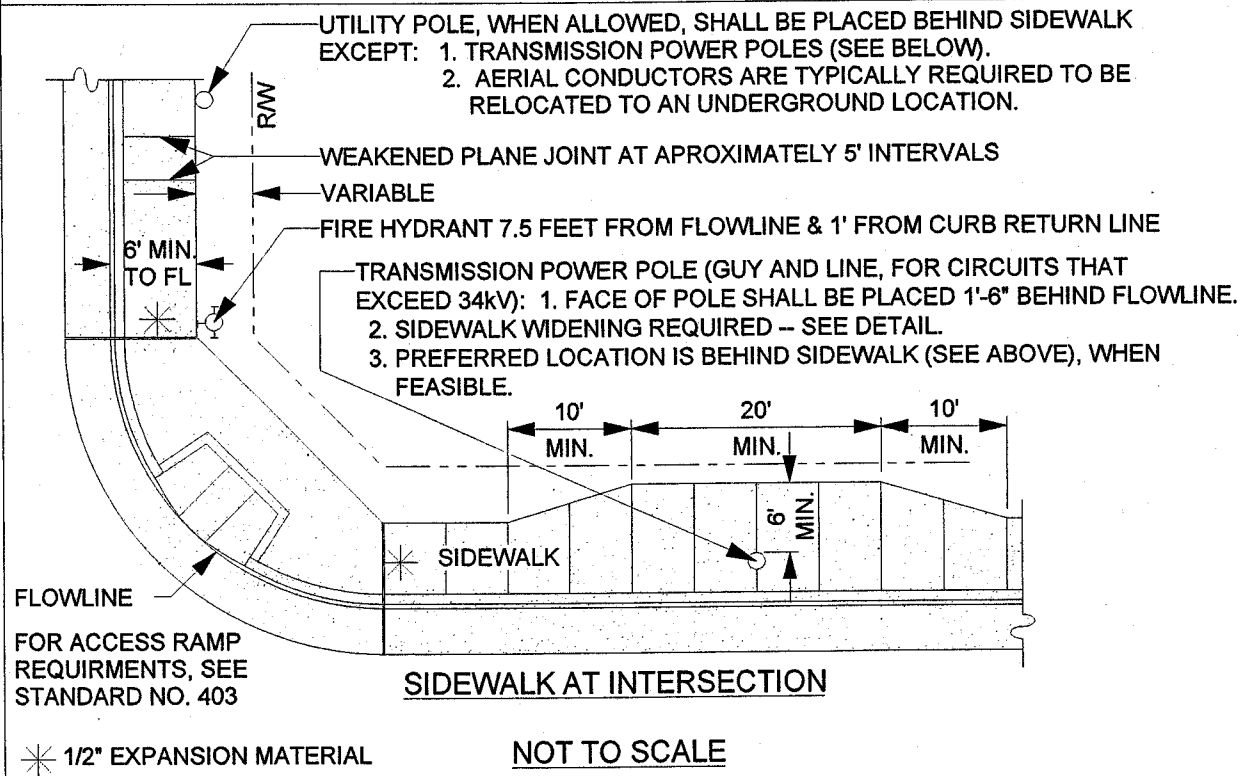 UTILITY POLE, WHEN ALLOWED, SHALL BE PLACED BEHIND SIDEWALK
EXCEPT: 1. TRANSMISSION POWER POLES (SEE BELOW).
2. AERIAL CONDUCTORS ARE TYPICALLY REQUIRED TO BE
RELOCATED TO AN UNDERGROUND LOCATION.
R/W
WEAKENED PLANE JOINT AT APROXIMATELY 5' INTERVALS
VARIABLE
FIRE HYDRANT 7.5 FEET FROM FLOWLINE & 1' FROM CURB RETURN LINE
6' MIN.
TO FL
TRANSMISSION POWER POLE (GUY AND LINE, FOR CIRCUITS THAT
EXCEED 34kV): 1. FACE OF POLE SHALL BE PLACED 1'-6" BEHIND FLOWLINE.
2. SIDEWALK WIDENING REQUIRED -- SEE DETAIL.
3. PREFERRED LOCATION IS BEHIND SIDEWALK (SEE ABOVE), WHEN
FEASIBLE.
10'
MIN.
20'
MIN.
10'
MIN.
6'
MIN.
SIDEWALK
FLOWLINE
FOR ACCESS RAMP
REQUIRMENTS, SEE
STANDARD NO. 403
SIDEWALK AT INTERSECTION
1/2" EXPANSION MATERIAL
NOT TO SCALE